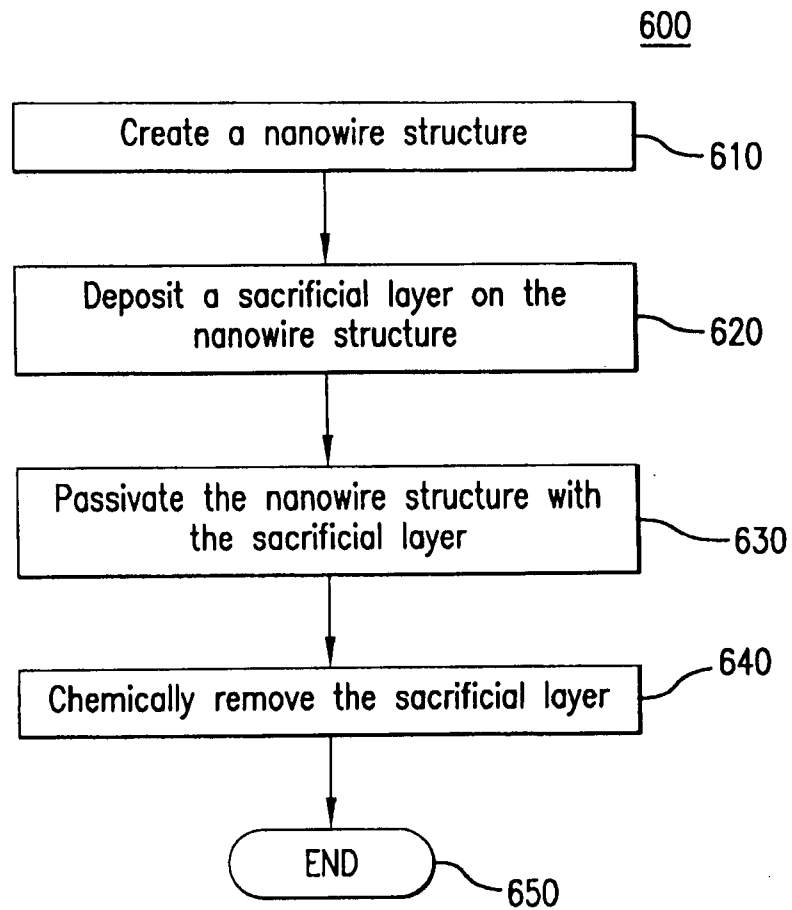 600
Create a nanowire structure
610
Deposit a sacrificial layer on the
nanowire structure
620
Passivate the nanowire structure with
the sacrificial layer
630
Chemically remove the sacrificial layer
640
END
650